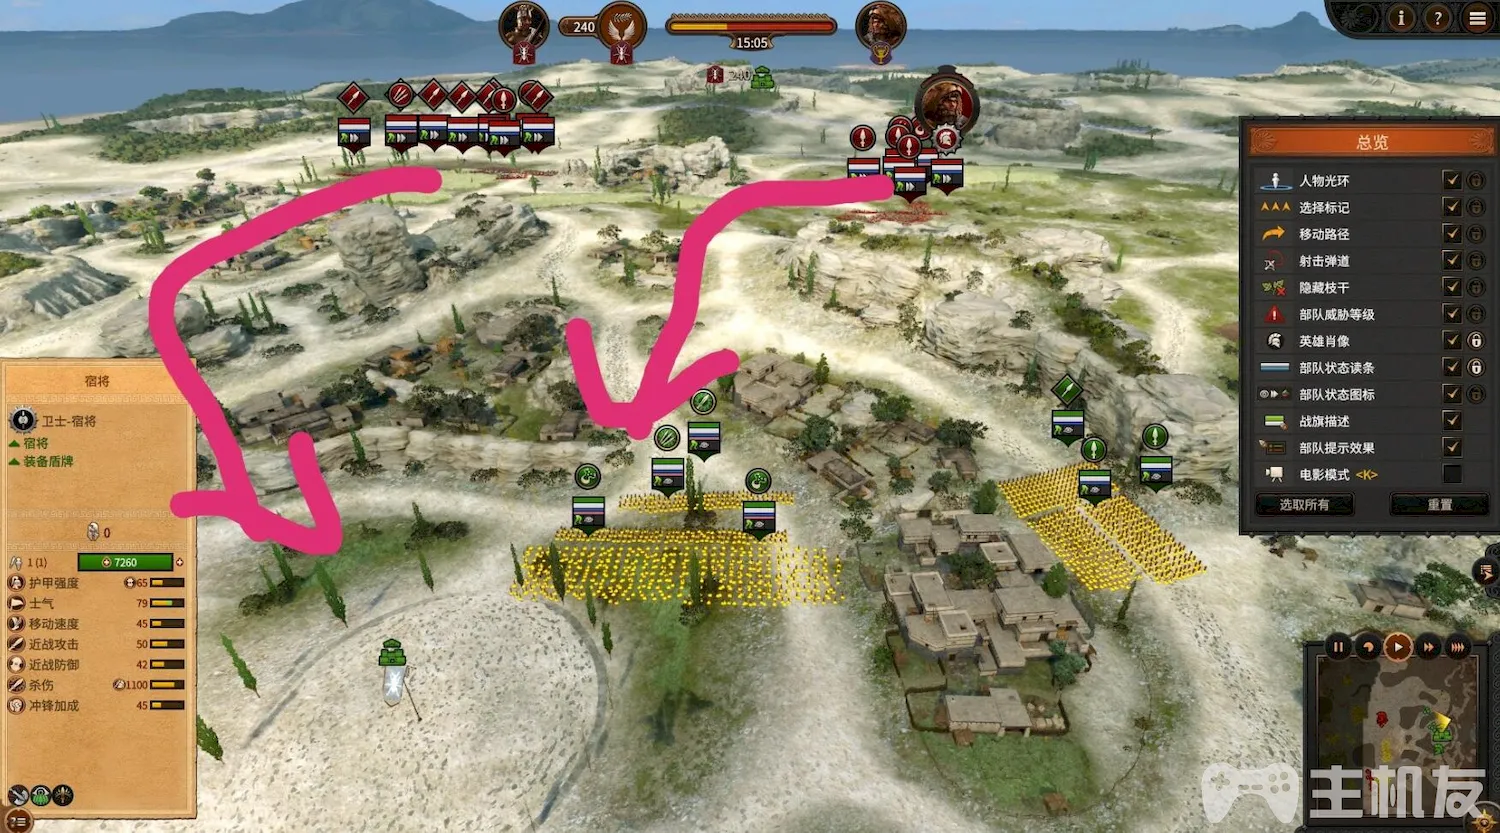 240
15:05
240
i
?
总览
人物光环
选择标记
移动路径
射击弹道
隐藏枝干
部队威胁等级
英雄肖像
部队状态读条
部队状态图标
战旗描述
部队提示效果
电影模式 <K>
选取所有
重置
宿将
卫士-宿将
宿将
装备盾牌
0
1 (1)
7260
护甲强度
65
士气
79
移动速度
45
近战攻击
50
近战防御
42
杀伤
1100
冲锋加成
45
主机友